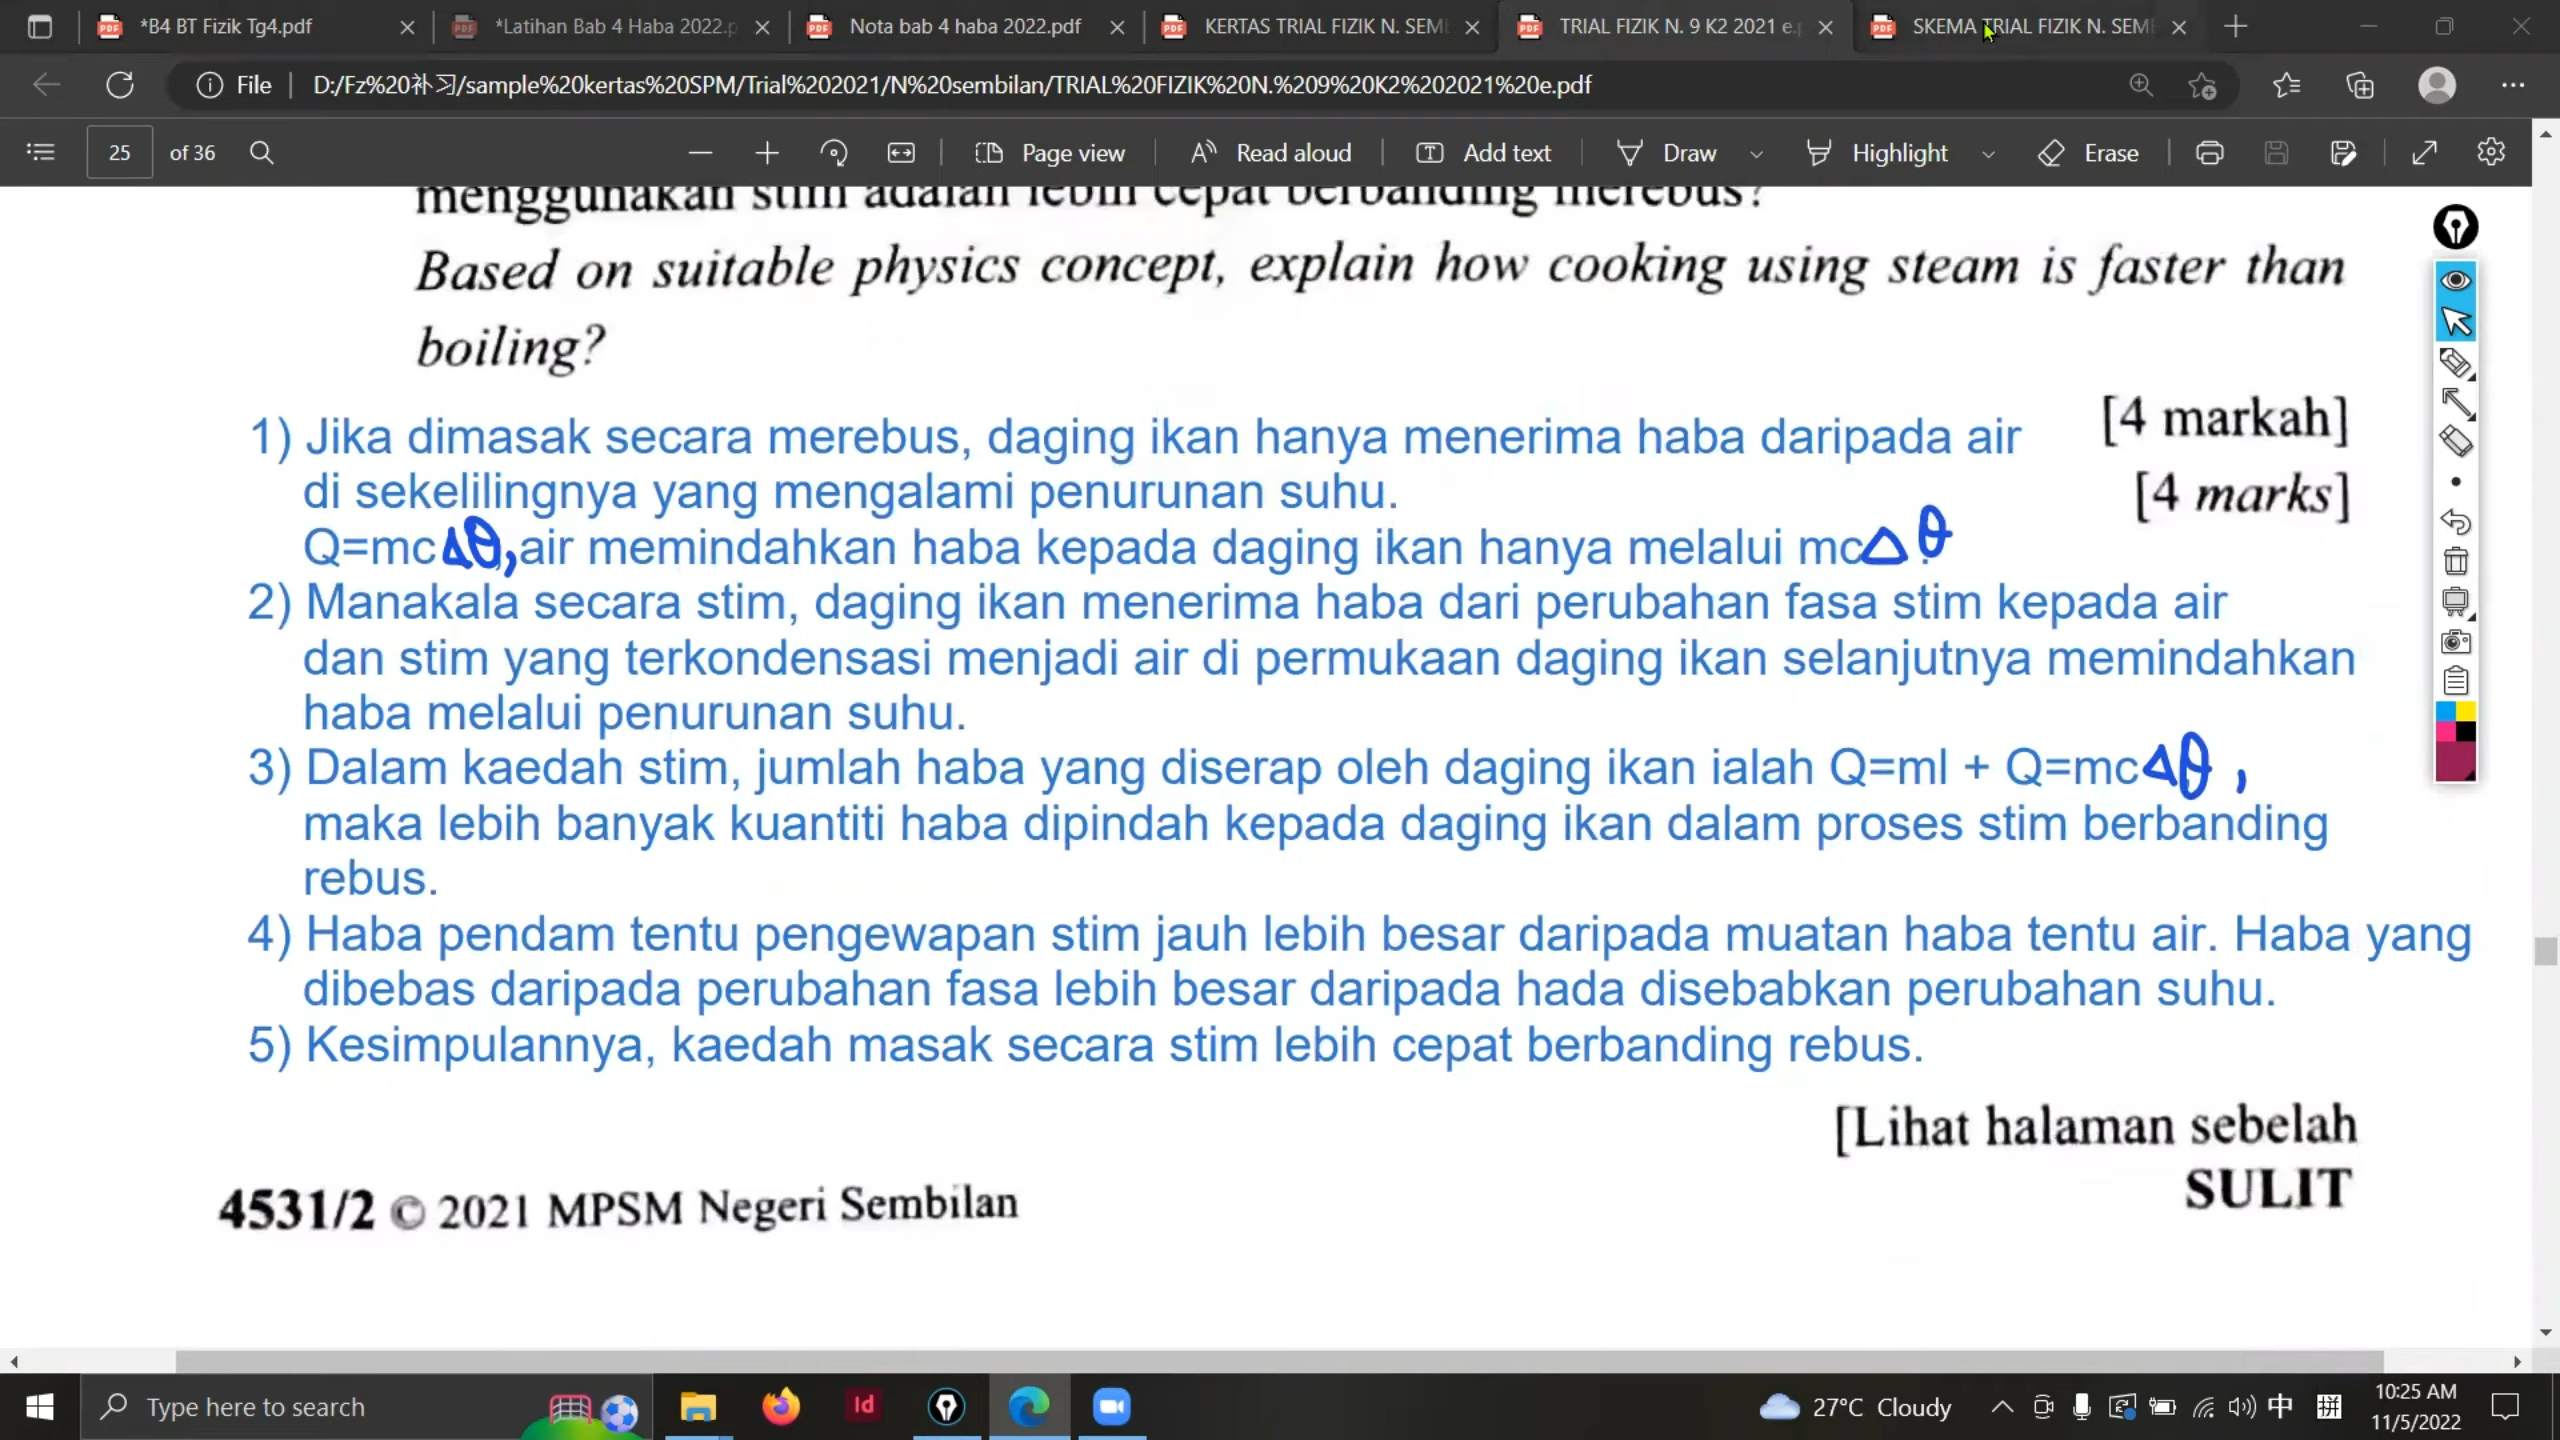 *B4 BT Fizik Tg4.pdf
*Latihan Bab 4 Haba 2022.p
Nota bab 4 haba 2022.pdf
KERTAS TRIAL FIZIK N. SEM
TRIAL FIZIK N. 9 K2 2021 e.p
SKEMA TRIAL FIZIK N. SEM
File
D:/Fz%20补习/sample%20kertas%20SPM/Trial%202021/N%20sembilan/TRIAL%20FIZIK%20N.%209%20K2%202021%20e.pdf
25 of 36
Page view
Read aloud
Add text
Draw
Highlight
Erase
menggunakan stim adalah lebih cepat berbanding merebus?
Based on suitable physics concept, explain how cooking using steam is faster than
boiling?
[4 markah]
[4 marks]
1) Jika dimasak secara merebus, daging ikan hanya menerima haba daripada air
di sekelilingnya yang mengalami penurunan suhu.
Q=mcΔθ, air memindahkan haba kepada daging ikan hanya melalui mcΔθ
2) Manakala secara stim, daging ikan menerima haba dari perubahan fasa stim kepada air
dan stim yang terkondensasi menjadi air di permukaan daging ikan selanjutnya memindahkan
haba melalui penurunan suhu.
3) Dalam kaedah stim, jumlah haba yang diserap oleh daging ikan ialah Q=ml + Q=mcΔθ ,
maka lebih banyak kuantiti haba dipindah kepada daging ikan dalam proses stim berbanding
rebus.
4) Haba pendam tentu pengewapan stim jauh lebih besar daripada muatan haba tentu air. Haba yang
dibebas daripada perubahan fasa lebih besar daripada hada disebabkan perubahan suhu.
5) Kesimpulannya, kaedah masak secara stim lebih cepat berbanding rebus.
[Lihat halaman sebelah
SULIT
4531/2 © 2021 MPSM Negeri Sembilan
Type here to search
Id
27°C Cloudy
中
拼
10:25 AM
11/5/2022